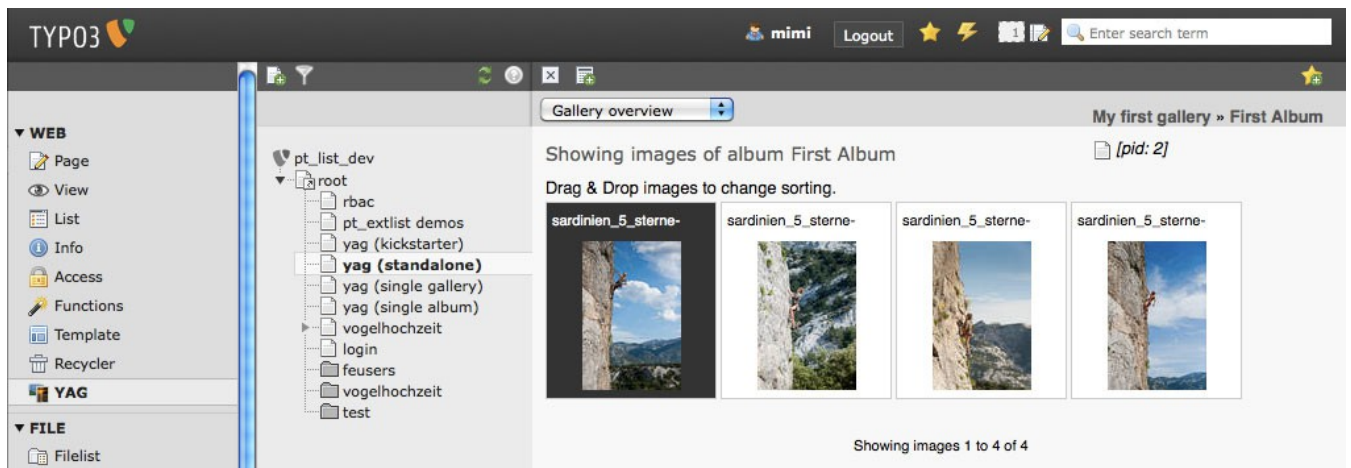 TYPO3
mimi
Logout
1
Enter search term
Gallery overview
My first gallery » First Album
[pid: 2]
WEB
Page
View
List
Info
Access
Functions
Template
Recycler
YAG
FILE
Filelist
pt_list_dev
root
rbac
pt_extlist demos
yag (kickstarter)
yag (standalone)
yag (single gallery)
yag (single album)
vogelhochzeit
login
feusers
vogelhochzeit
test
Showing images of album First Album
Drag & Drop images to change sorting.
sardinien_5_sterne-
sardinien_5_sterne-
sardinien_5_sterne-
sardinien_5_sterne-
Showing images 1 to 4 of 4